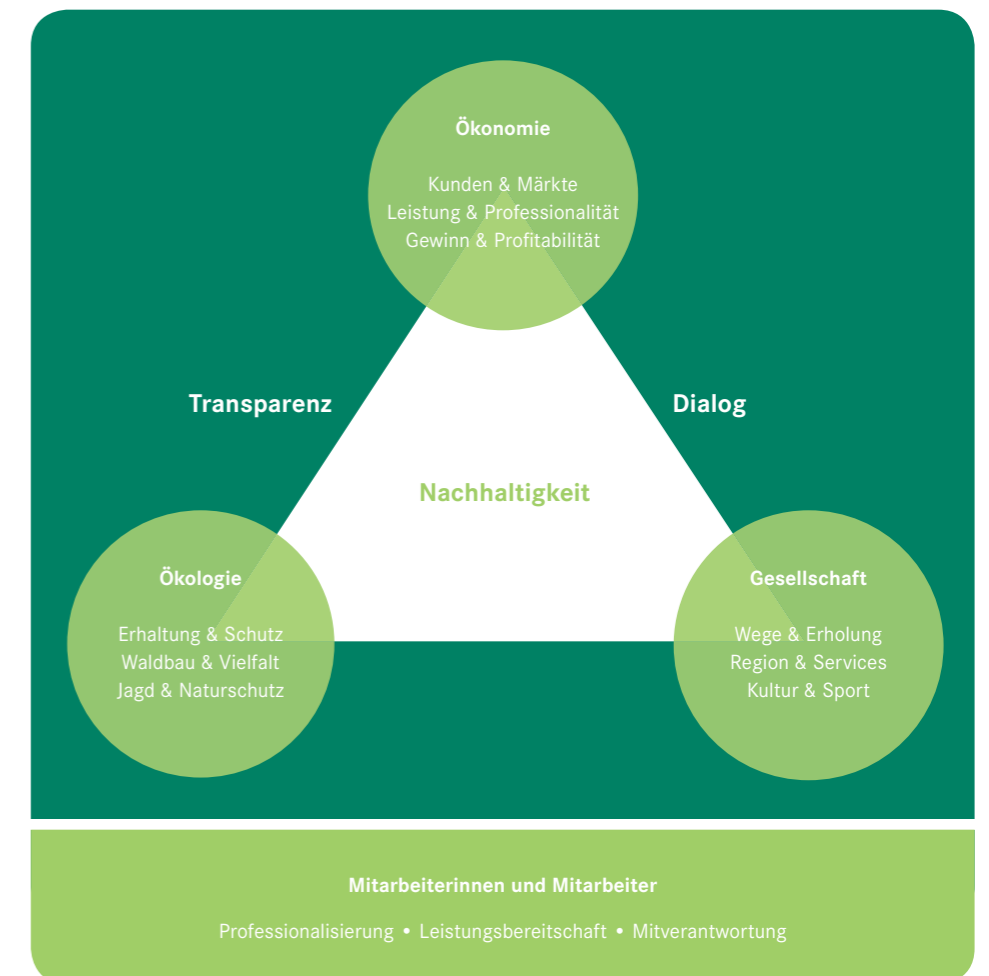 Ökonomie
Kunden & Märkte
Leistung & Professionalität
Gewinn & Profitabilität
Transparenz
Dialog
Nachhaltigkeit
Ökologie
Erhaltung & Schutz
Waldbau & Vielfalt
Jagd & Naturschutz
Gesellschaft
Wege & Erholung
Region & Services
Kultur & Sport
Mitarbeiterinnen und Mitarbeiter
Professionalisierung • Leistungsbereitschaft • Mitverantwortung